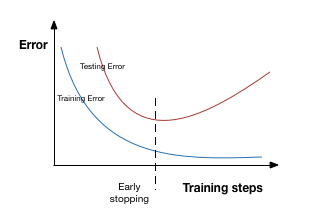 Error
Testing Error
Training Error
Early
stopping
Training steps